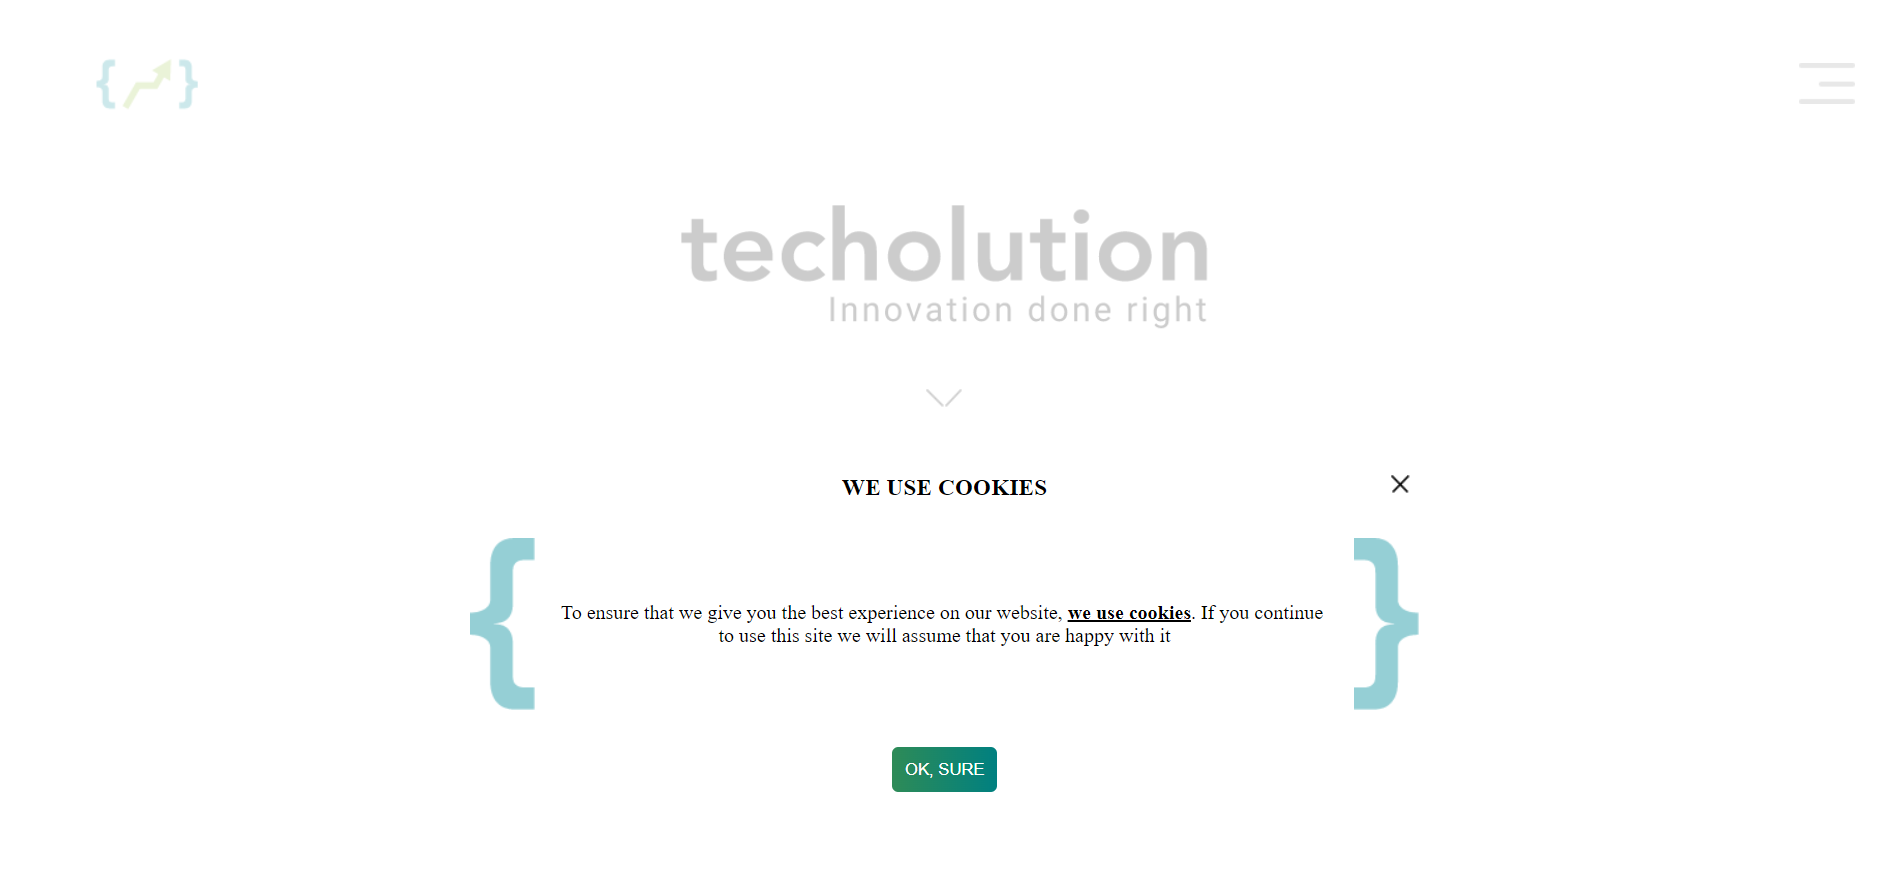 techolution
Innovation done right
WE USE COOKIES
To ensure that we give you the best experience on our website, we use cookies. If you continue
to use this site we will assume that you are happy with it
OK, SURE